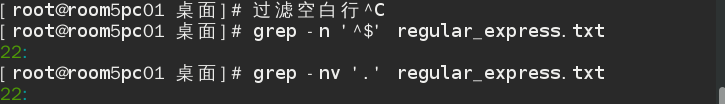 [root@room5pc01 桌面]# 过滤空白行^C
[root@room5pc01 桌面]# grep -n '^$' regular_express.txt
22:
[root@room5pc01 桌面]# grep -nv '.' regular_express.txt
22: